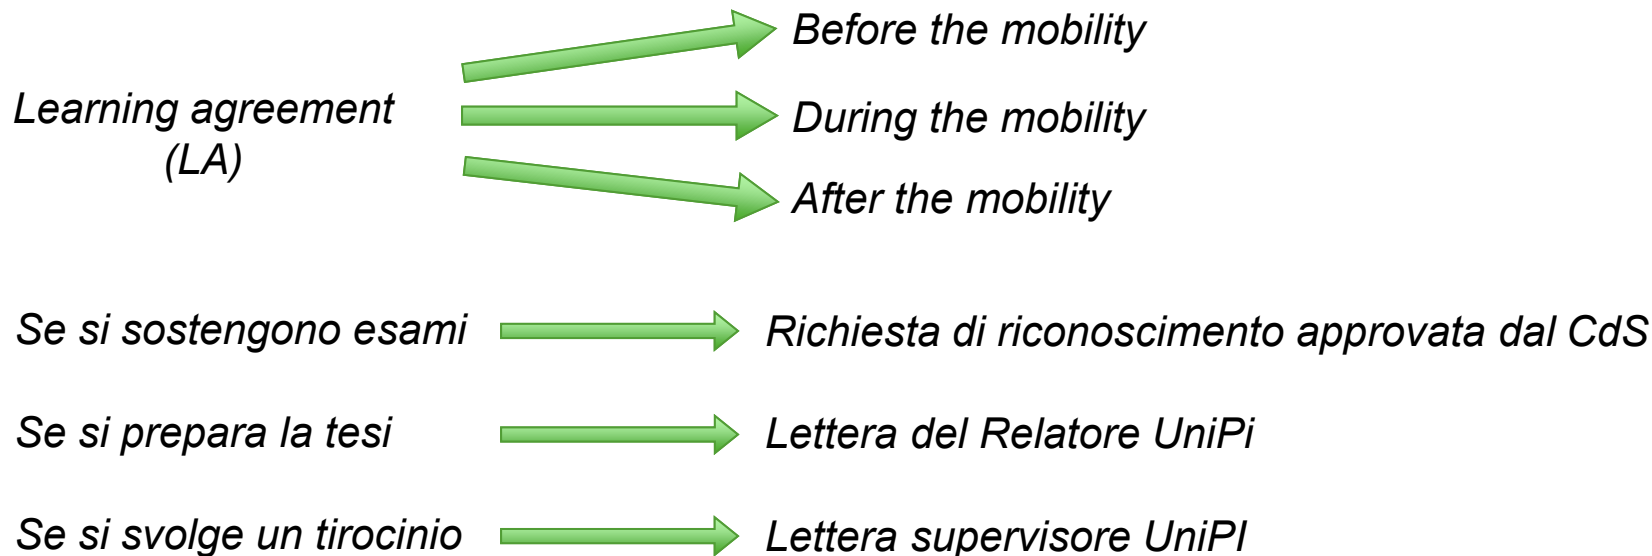 Learning agreement
(LA)
Before the mobility
During the mobility
After the mobility
Se si sostengono esami
Richiesta di riconoscimento approvata dal CdS
Se si prepara la tesi
Lettera del Relatore UniPi
Se si svolge un tirocinio
Lettera supervisore UniPI